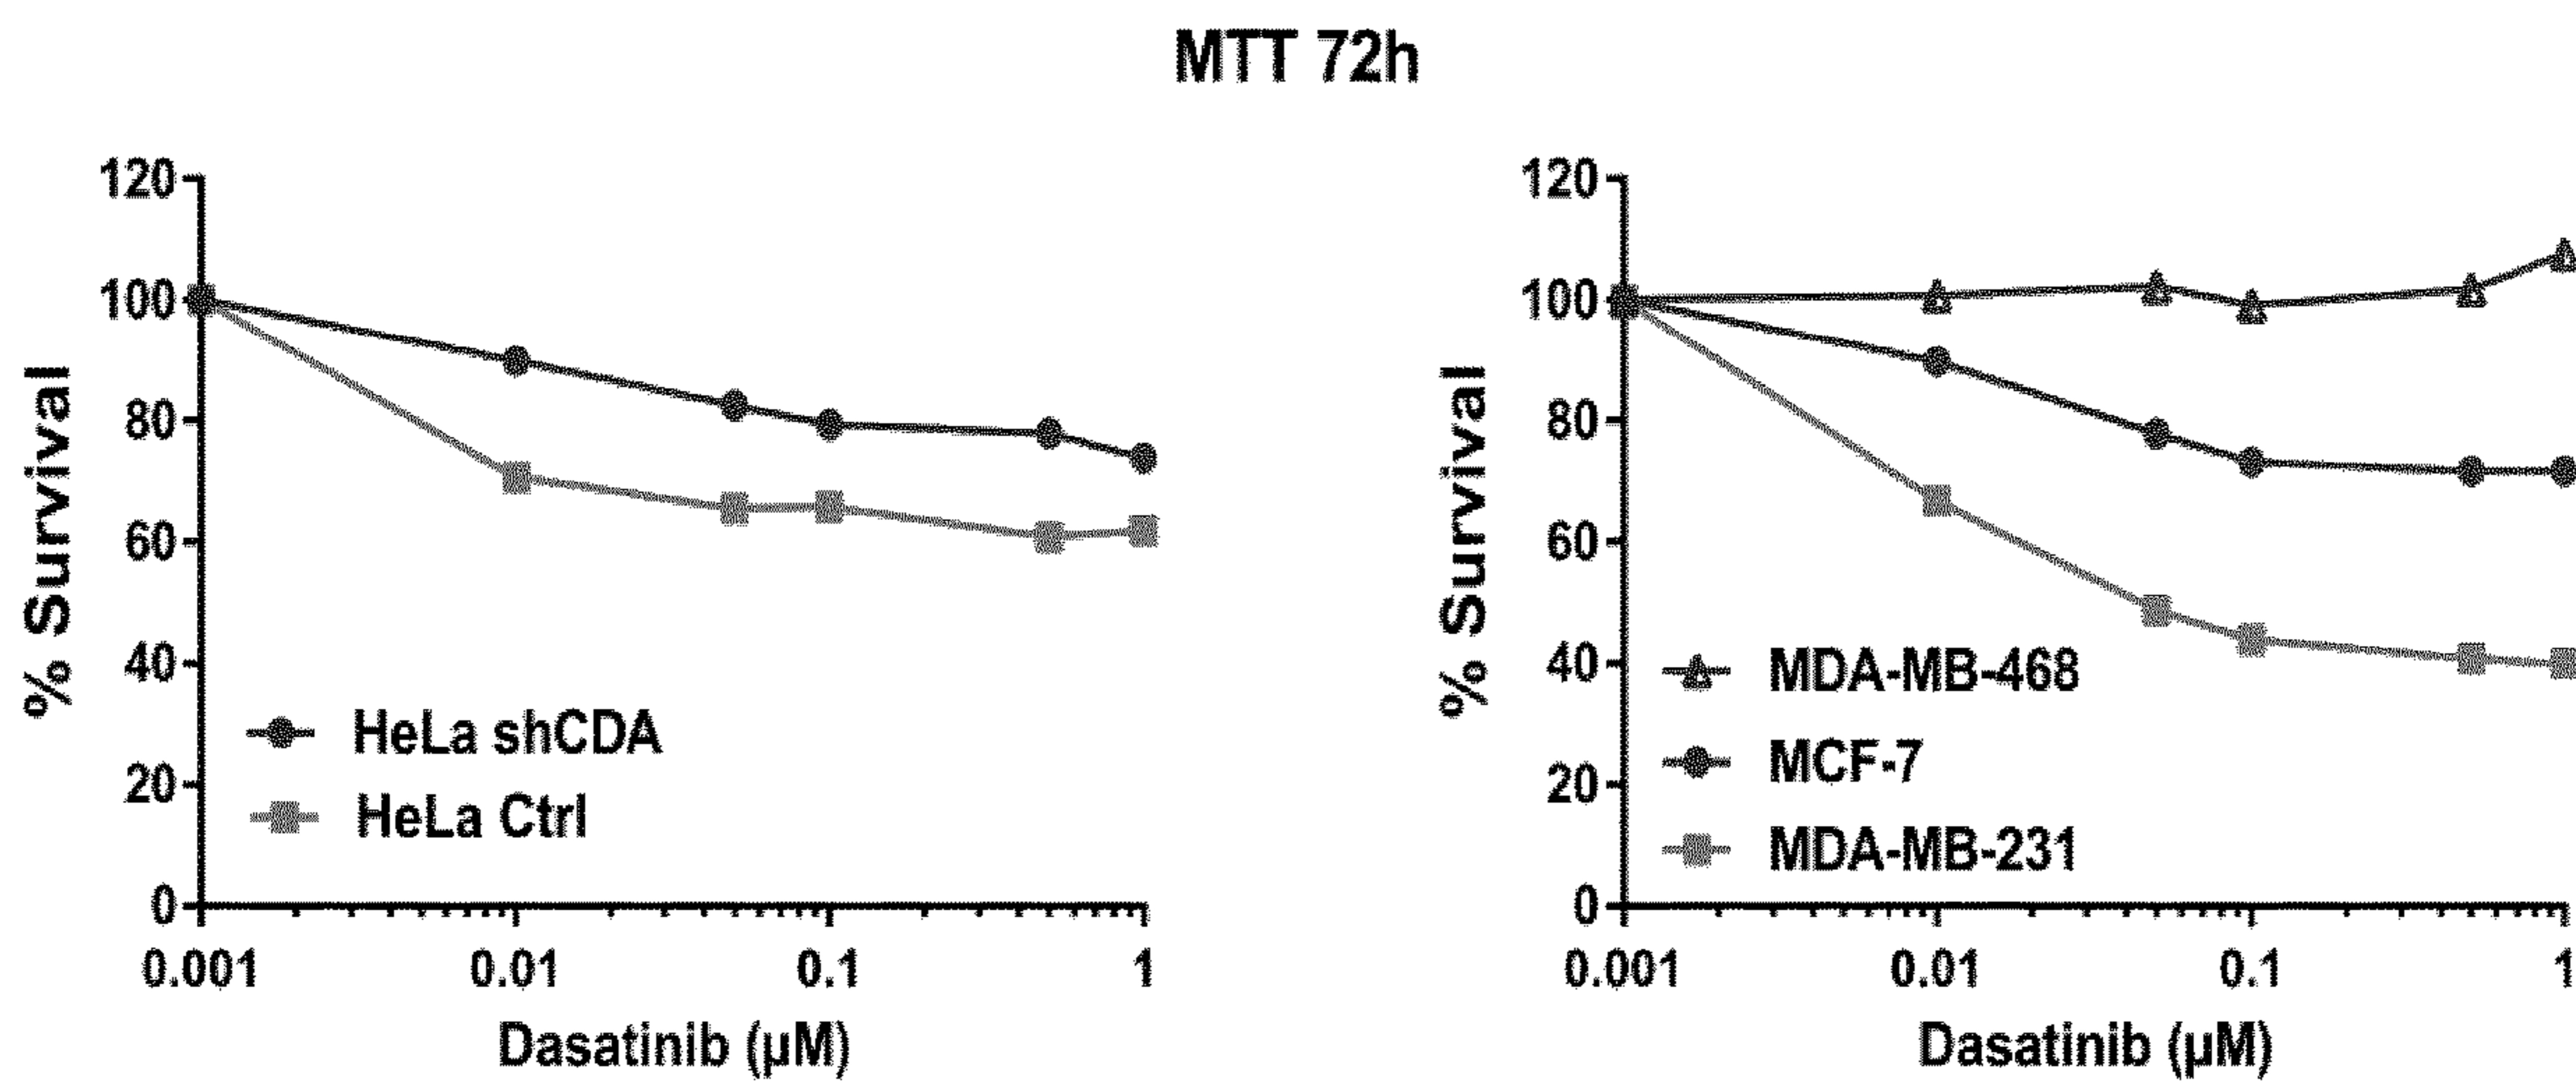 MTT 72h
120
100
80
60
40
20
0
% Survival
HeLa shCDA
HeLa Ctrl
0.001 0.01 0.1 1
Dasatinib (µM)
120
100
80
60
40
20
0
% Survival
MDA-MB-468
MCF-7
MDA-MB-231
0.001 0.01 0.1 1
Dasatinib (µM)